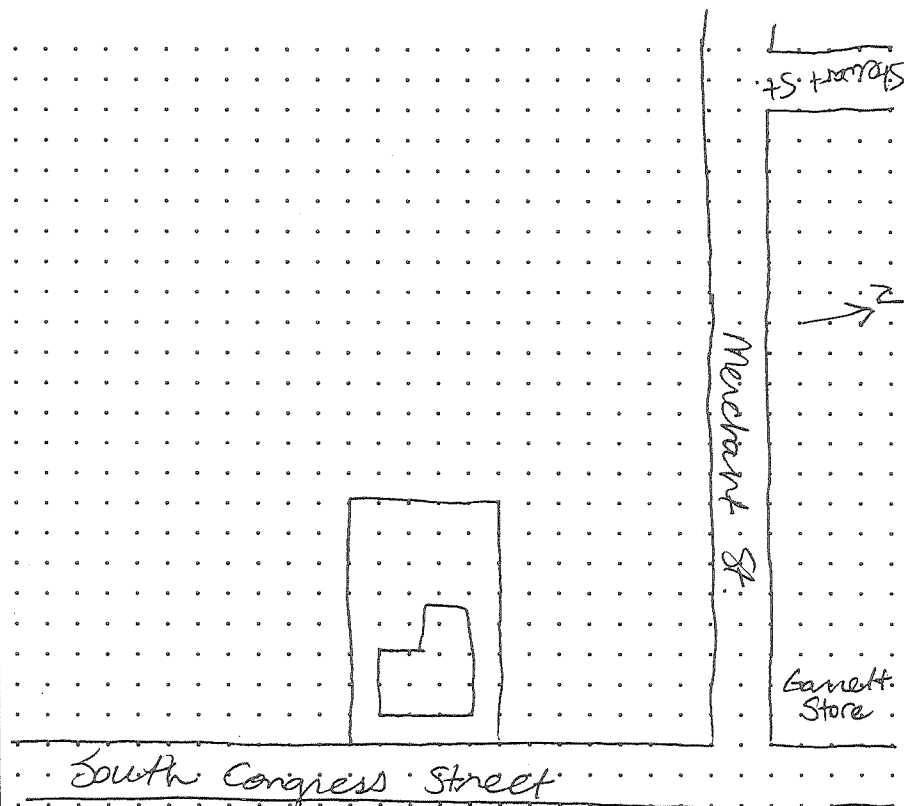 Stewart St.
N
Merchant St.
Garrett
Store
South Congress Street